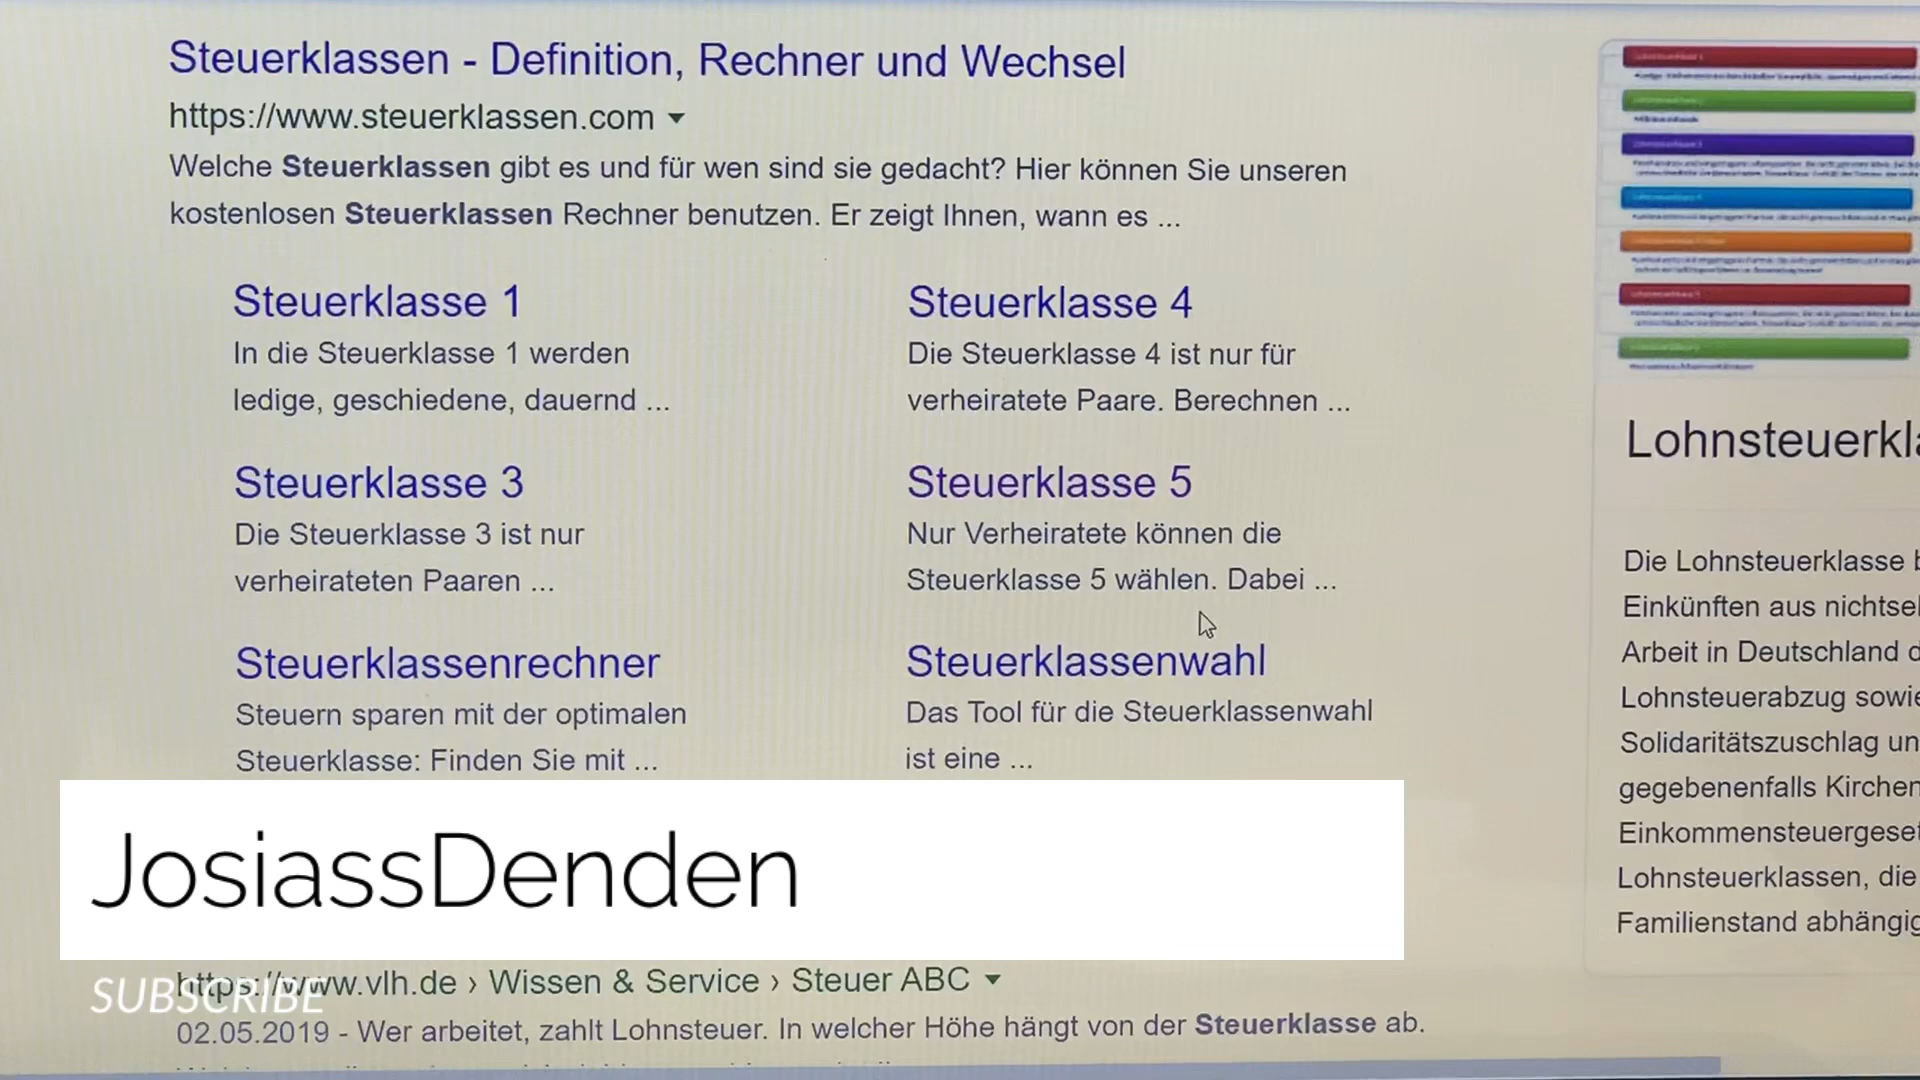 Steuerklassen - Definition, Rechner und Wechsel
https://www.steuerklassen.com
Welche Steuerklassen gibt es und für wen sind sie gedacht? Hier können Sie unseren
kostenlosen Steuerklassen Rechner benutzen. Er zeigt Ihnen, wann es ...
Steuerklasse 1
In die Steuerklasse 1 werden
ledige, geschiedene, dauernd ...
Steuerklasse 4
Die Steuerklasse 4 ist nur für
verheiratete Paare. Berechnen ...
Steuerklasse 3
Die Steuerklasse 3 ist nur
verheirateten Paaren ...
Steuerklasse 5
Nur Verheiratete können die
Steuerklasse 5 wählen. Dabei ...
Steuerklassenrechner
Steuern sparen mit der optimalen
Steuerklasse: Finden Sie mit ...
Steuerklassenwahl
Das Tool für die Steuerklassenwahl
ist eine ...
JosiassDenden
SUBSCRIBE
https://www.vlh.de › Wissen & Service › Steuer ABC
02.05.2019 - Wer arbeitet, zahlt Lohnsteuer. In welcher Höhe hängt von der Steuerklasse ab.
Lohnsteuerkla
Die Lohnsteuerklasse b
Einkünften aus nichtsel
Arbeit in Deutschland d
Lohnsteuerabzug sowie
Solidaritätszuschlag un
gegebenenfalls Kirchen
Einkommensteuergeset
Lohnsteuerklassen, die
Familienstand abhängig